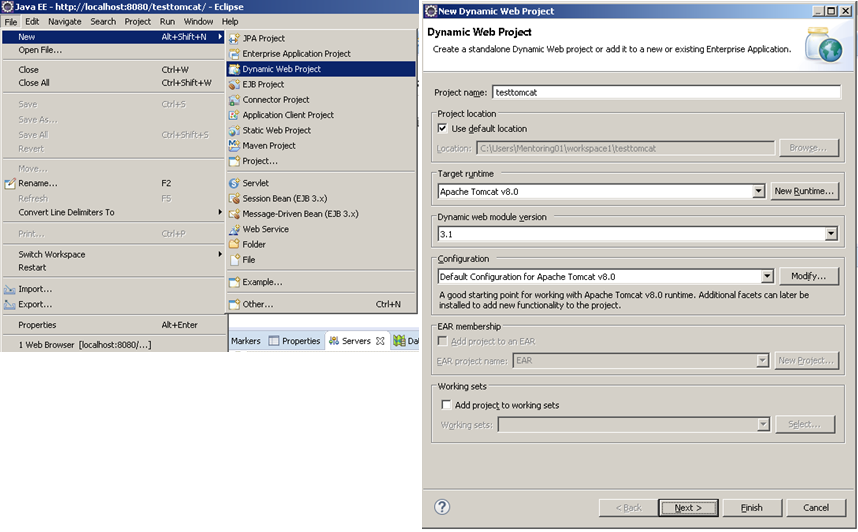 Java EE - http://localhost:8080/testtomcat/ - Eclipse
File Edit Navigate Search Project Run Window Help
New Alt+Shift+N
Open File...
Close Ctrl+W
Close All Ctrl+Shift+W
Save Ctrl+S
Save As...
Save All Ctrl+Shift+S
Revert
Move...
Rename... F2
Refresh F5
Convert Line Delimiters To
Print... Ctrl+P
Switch Workspace
Restart
Import...
Export...
Properties Alt+Enter
1 Web Browser [localhost:8080/...]
JPA Project
Enterprise Application Project
Dynamic Web Project
EJB Project
Connector Project
Application Client Project
Static Web Project
Maven Project
Project...
Servlet
Session Bean (EJB 3.x)
Message-Driven Bean (EJB 3.x)
Web Service
Folder
File
Example...
Other... Ctrl+N
Markers Properties Servers
New Dynamic Web Project
Dynamic Web Project
Create a standalone Dynamic Web project or add it to a new or existing Enterprise Application.
Project name: testtomcat
Project location
Use default location
Location: C:\Users\Mentoring01\workspace1\testtomcat Browse...
Target runtime
Apache Tomcat v8.0 New Runtime...
Dynamic web module version
3.1
Configuration
Default Configuration for Apache Tomcat v8.0 Modify...
A good starting point for working with Apache Tomcat v8.0 runtime. Additional facets can later be
installed to add new functionality to the project.
EAR membership
Add project to an EAR
EAR project name: EAR New Project...
Working sets
Add project to working sets
Working sets: Select...
? < Back Next > Finish Cancel